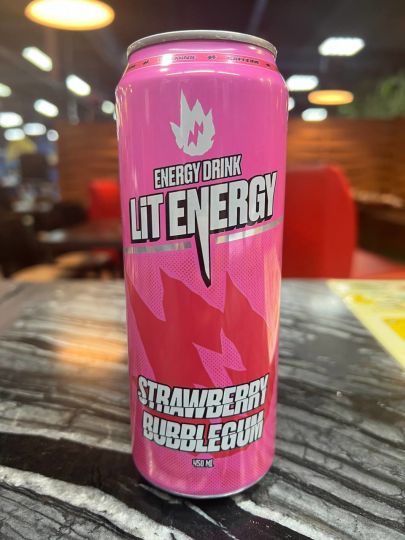 ENERGY DRINK
LiT ENERGY
STRAWBERRY
BUBBLEGUM
450 ML